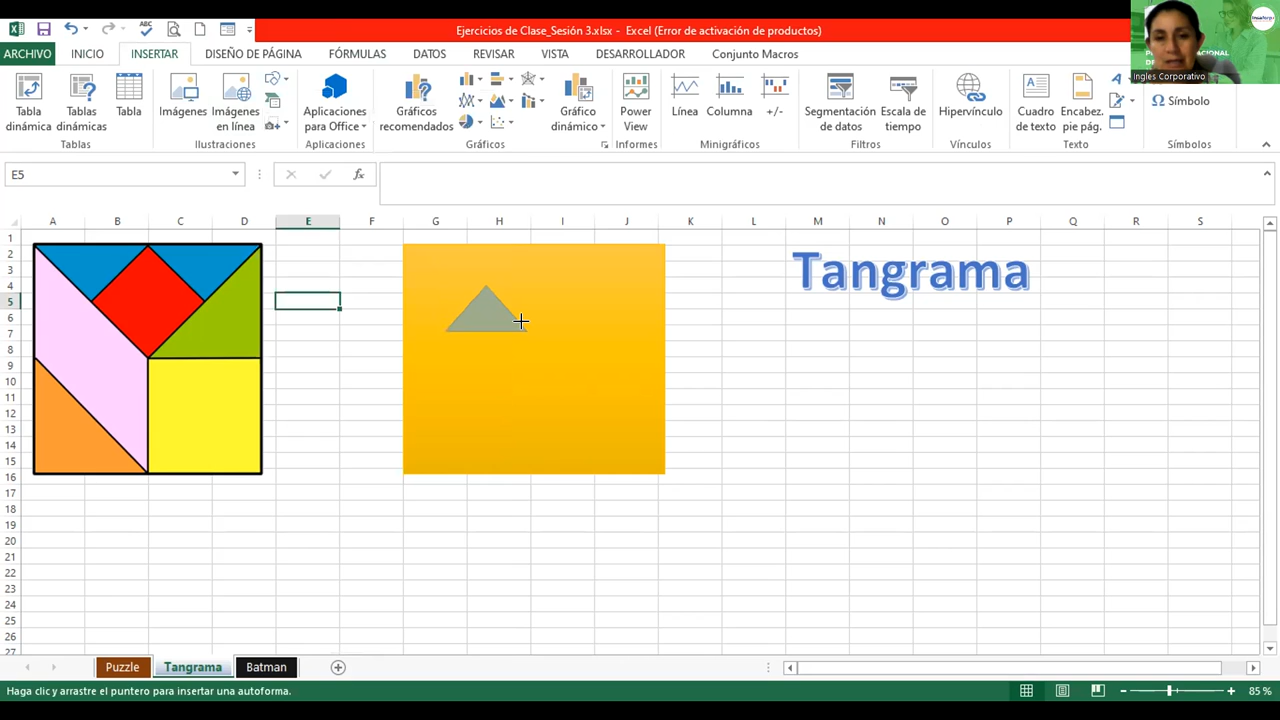 Ejercicios de Clase_Sesión 3.xlsx - Excel (Error de activación de productos)
ARCHIVO INICIO INSERTAR DISEÑO DE PÁGINA FÓRMULAS DATOS REVISAR VISTA DESARROLLADOR Conjunto Macros
Ingles Corporativo
Tabla dinámica
Tablas dinámicas
Tabla
Imágenes
Imágenes en línea
Aplicaciones para Office
Gráficos recomendados
Gráfico dinámico
Power View
Línea
Columna
+/-
Segmentación de datos
Escala de tiempo
Hipervínculo
Cuadro de texto
Encabez. pie pág.
Símbolo
Tablas Ilustraciones Aplicaciones Gráficos Informes Minigráficos Filtros Vínculos Texto Símbolos
E5
fx
A B C D E F G H I J K L M N O P Q R S
1
2
3
4
5
6
7
8
9
10
11
12
13
14
15
16
17
18
19
20
21
22
23
24
25
26
27
Tangrama
Puzzle Tangrama Batman
Haga clic y arrastre el puntero para insertar una autoforma.
85 %